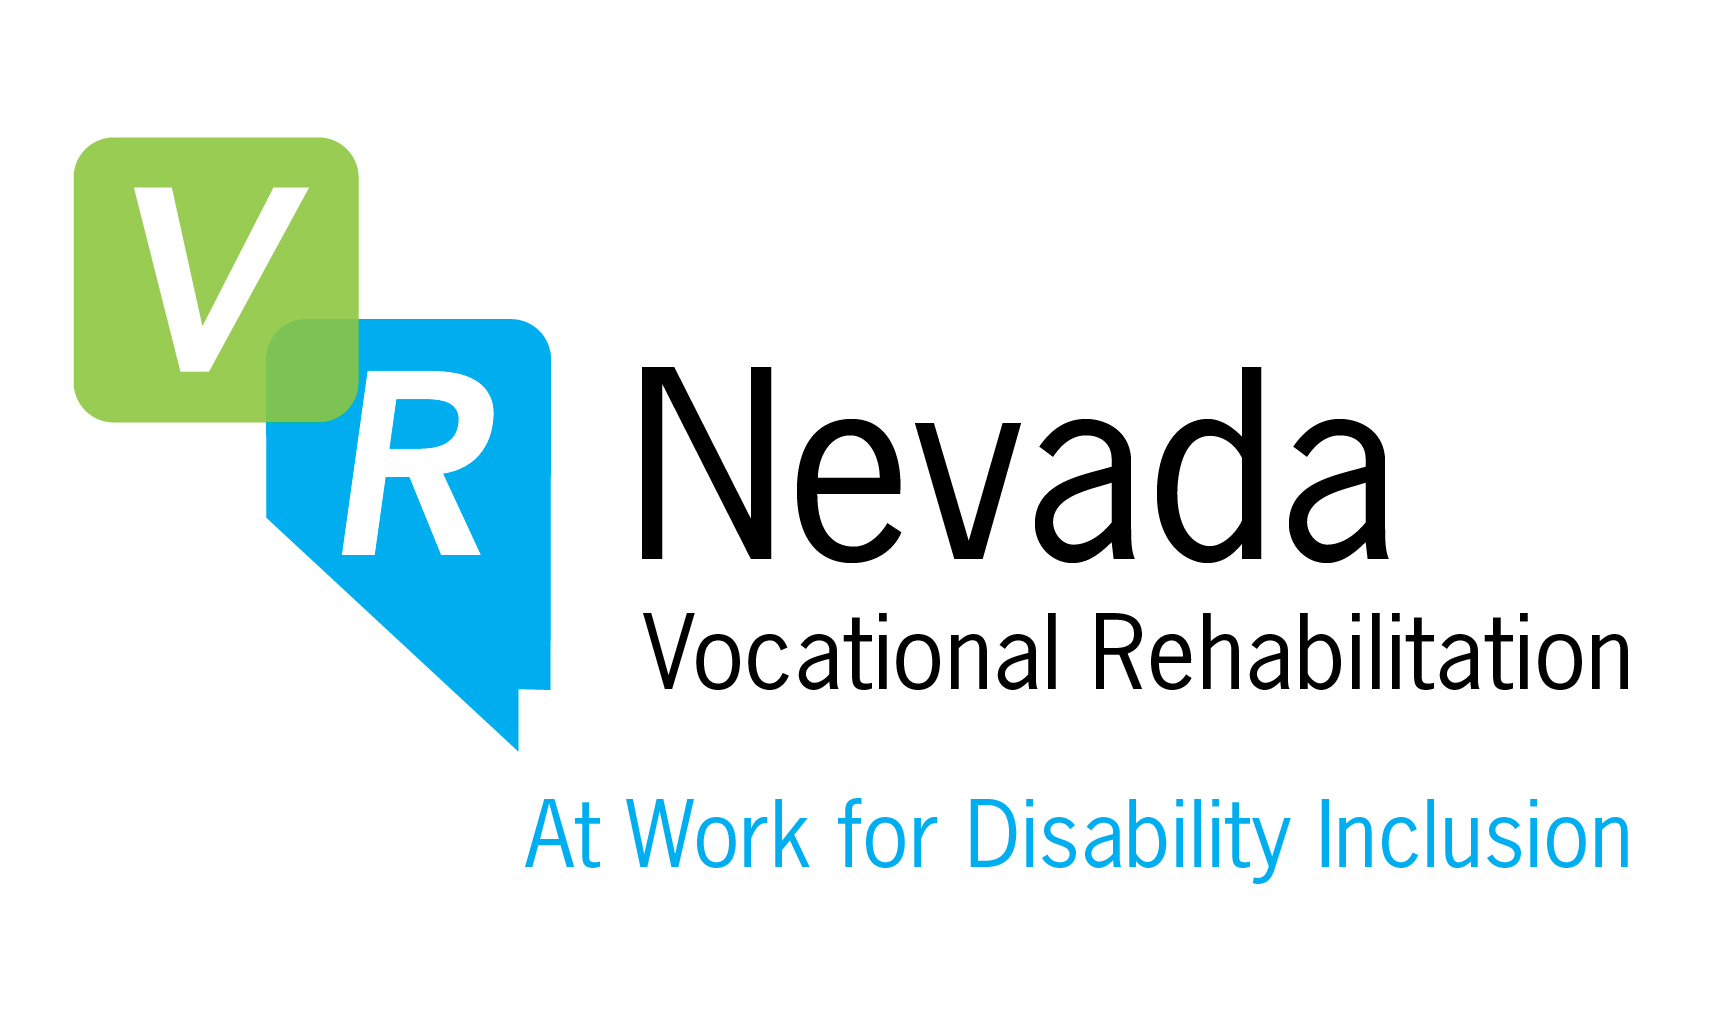 V
R
Nevada
Vocational Rehabilitation
At Work for Disability Inclusion